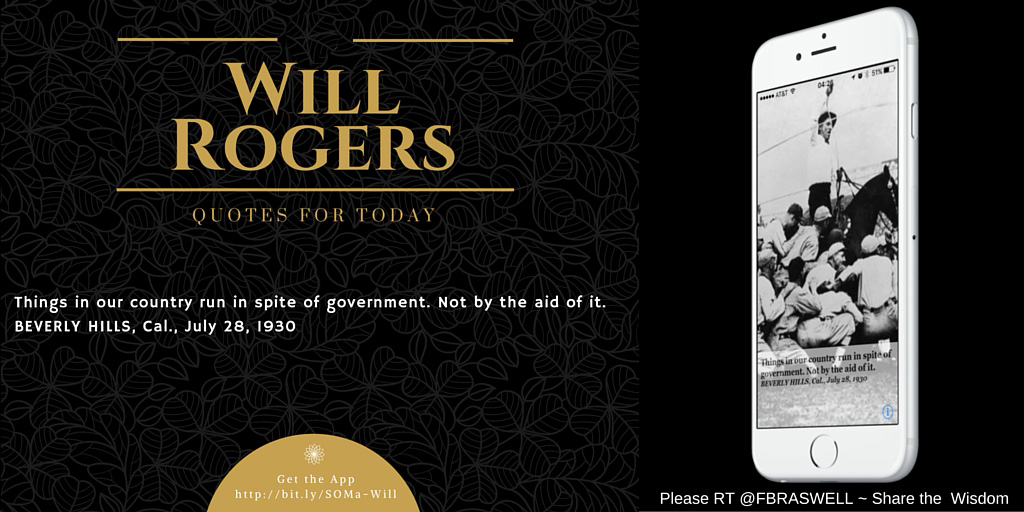 WILL
ROGERS
QUOTES FOR TODAY
Things in our country run in spite of government. Not by the aid of it.
BEVERLY HILLS, Cal., July 28, 1930
Get the App
http://bit.ly/SOMa-Will
AT&T 04:26 51%
Things in our country run in spite of
government. Not by the aid of it.
BEVERLY HILLS, Cal., July 28, 1930
i
Please RT @FBRASWELL ~ Share the Wisdom